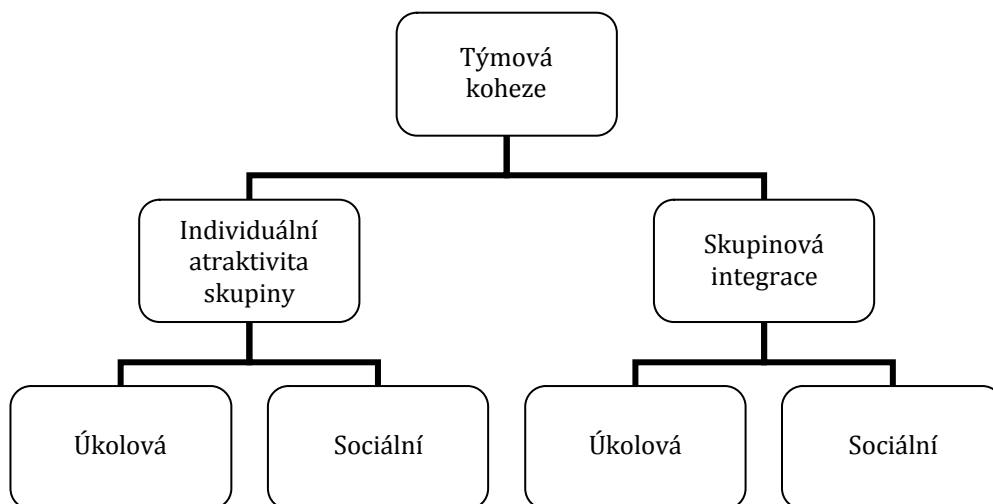 Týmová
koheze
Individuální
atraktivita
skupiny
Skupinová
integrace
Úkolová
Sociální
Úkolová
Sociální